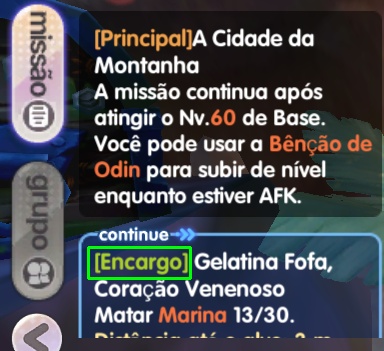 missão
grupo
[Principal]A Cidade da
Montanha
A missão continua após
atingir o Nv.60 de Base.
Você pode usar a Bênção de
Odin para subir de nível
enquanto estiver AFK.
continue
[Encargo] Gelatina Fofa,
Coração Venenoso
Matar Marina 13/30.